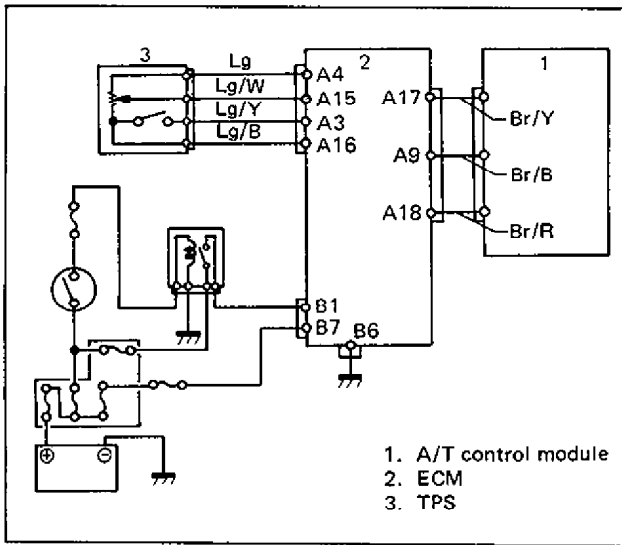 3
Lg
Lg/W
Lg/Y
Lg/B
A4
A15
A3
A16
2
A17
A9
A18
1
Br/Y
Br/B
Br/R
B1
B7
B6
+
-
1. A/T control module
2. ECM
3. TPS